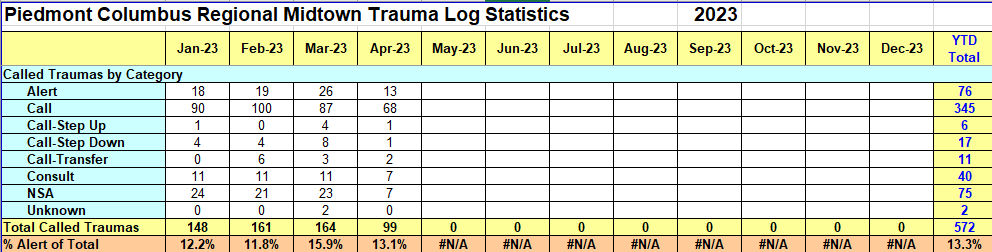 Piedmont Columbus Regional Midtown Trauma Log Statistics 2023
Jan-23 Feb-23 Mar-23 Apr-23 May-23 Jun-23 Jul-23 Aug-23 Sep-23 Oct-23 Nov-23 Dec-23 YTD Total
Called Traumas by Category
Alert 18 19 26 13 76
Call 90 100 87 68 345
Call-Step Up 1 0 4 1 6
Call-Step Down 4 4 8 1 17
Call-Transfer 0 6 3 2 11
Consult 11 11 11 7 40
NSA 24 21 23 7 75
Unknown 0 0 2 0 2
Total Called Traumas 148 161 164 99 0 0 0 0 0 0 0 0 572
% Alert of Total 12.2% 11.8% 15.9% 13.1% #N/A #N/A #N/A #N/A #N/A #N/A #N/A #N/A 13.3%